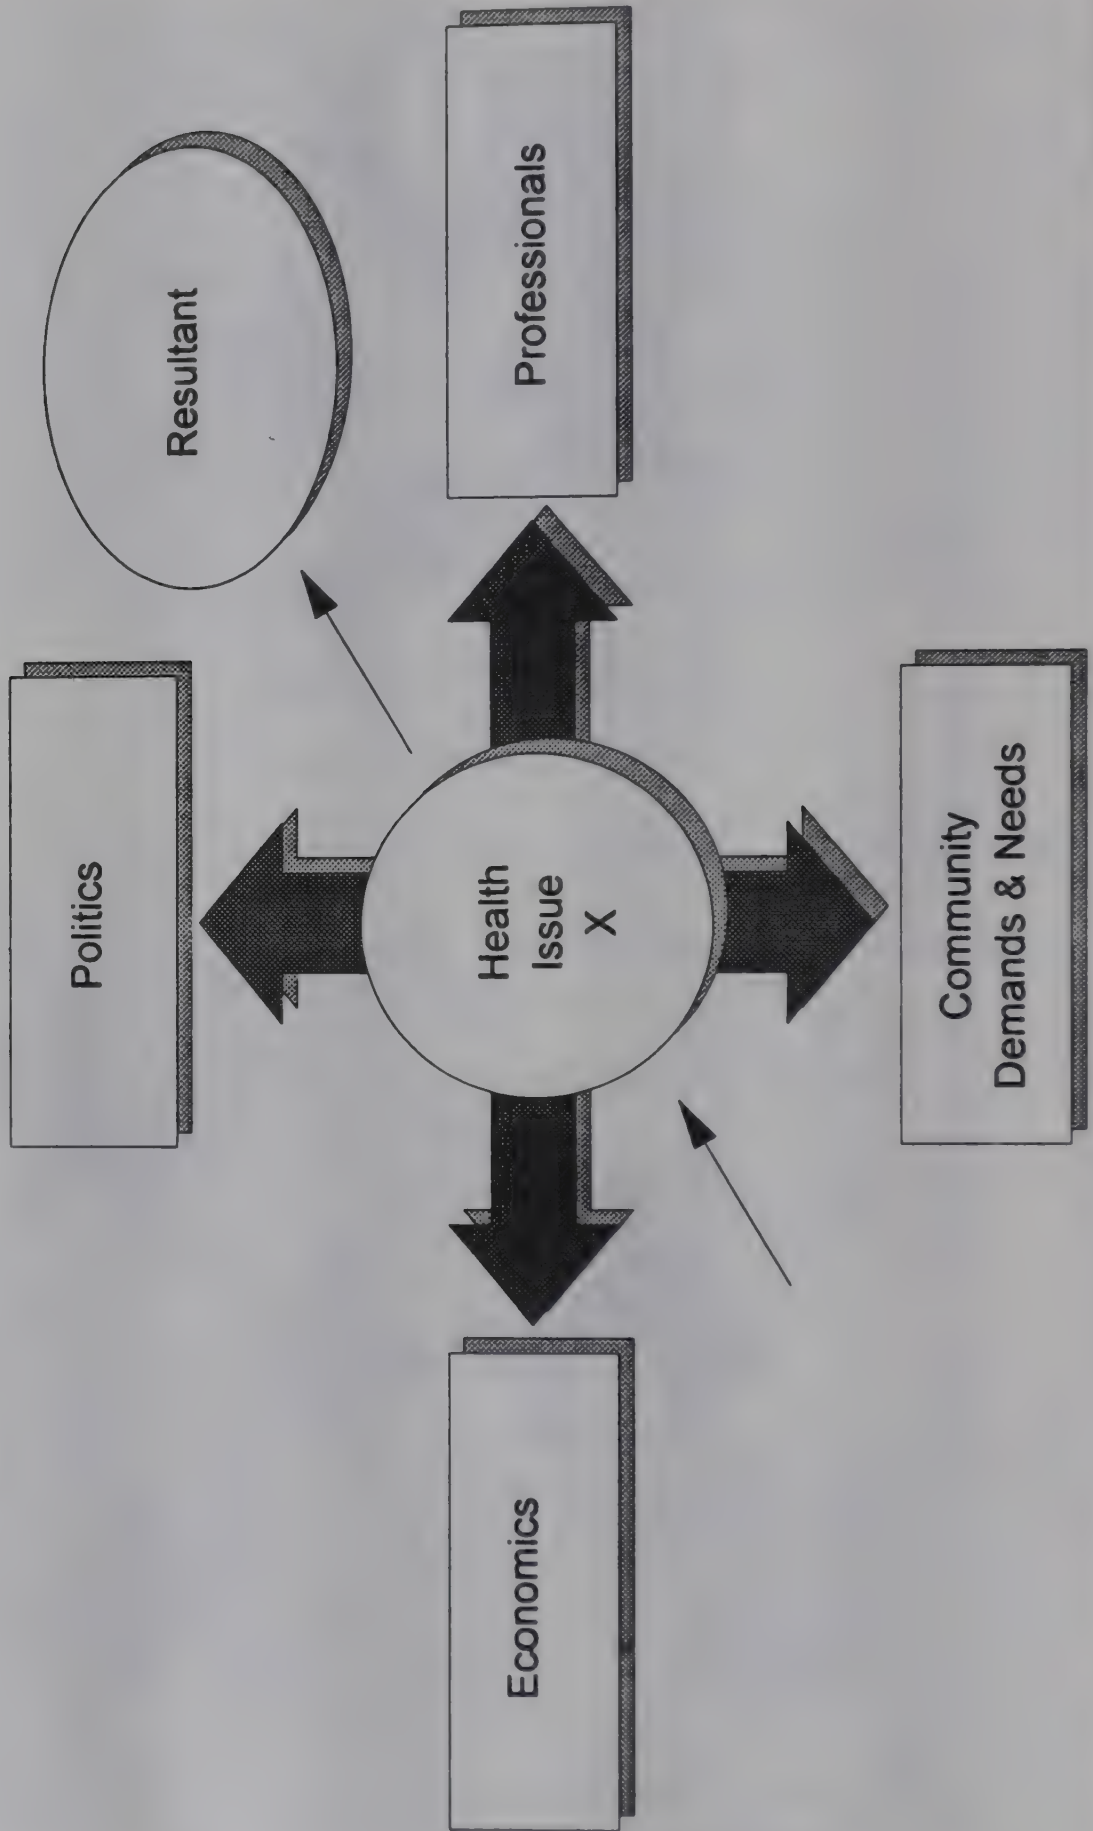 Politics
Resultant
Economics
Health
Issue
X
Professionals
Community
Demands & Needs